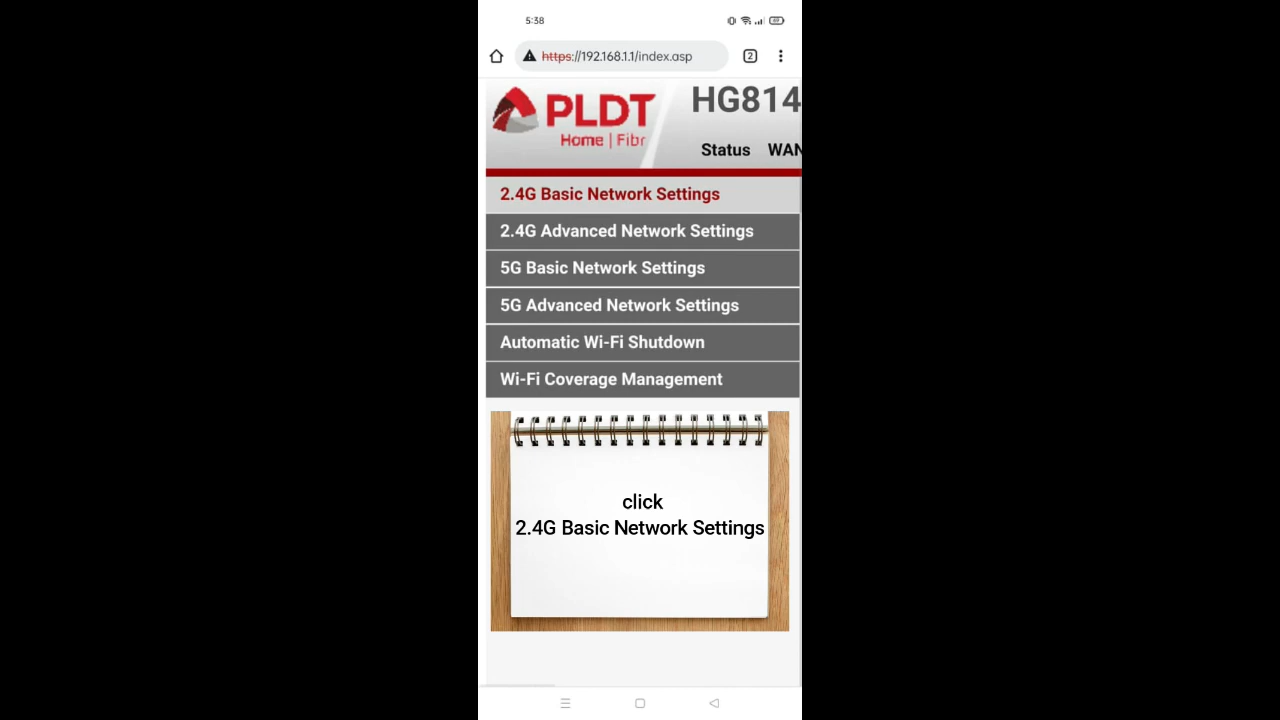 5:38
69
https://192.168.1.1/index.asp
2
PLDT
Home | Fibr
HG814
Status WAN
2.4G Basic Network Settings
2.4G Advanced Network Settings
5G Basic Network Settings
5G Advanced Network Settings
Automatic Wi-Fi Shutdown
Wi-Fi Coverage Management
click
2.4G Basic Network Settings